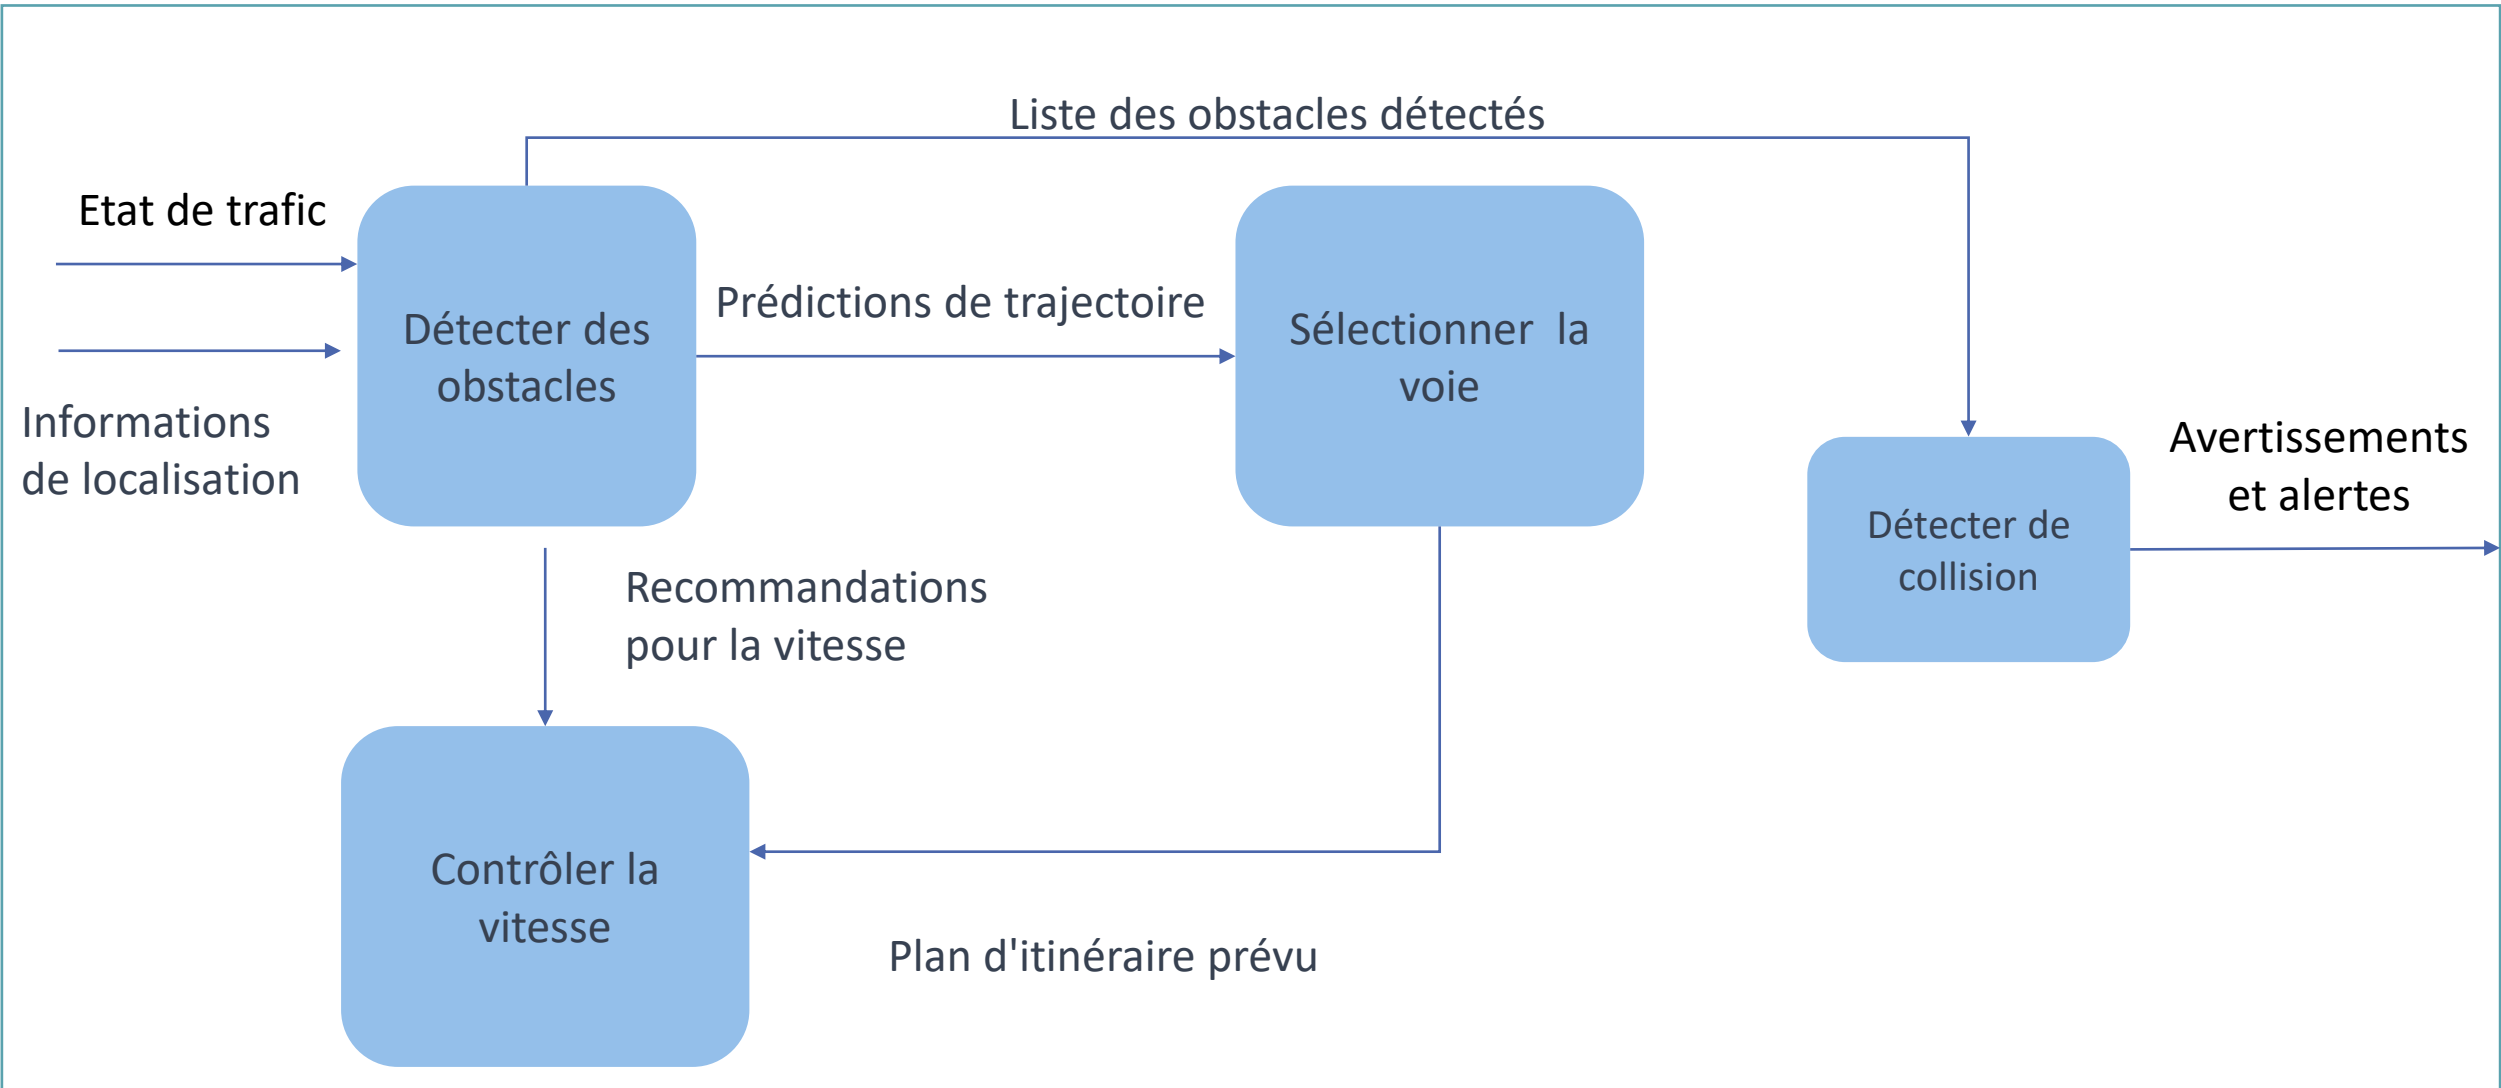 Liste des obstacles détectés
Etat de trafic
Détecter des
obstacles
Prédictions de trajectoire
Sélectionner  la
voie
Informations
de localisation
Avertissements
et alertes
Détecter de
collision
Recommandations
pour la vitesse
Contrôler la
vitesse
Plan d'itinéraire prévu